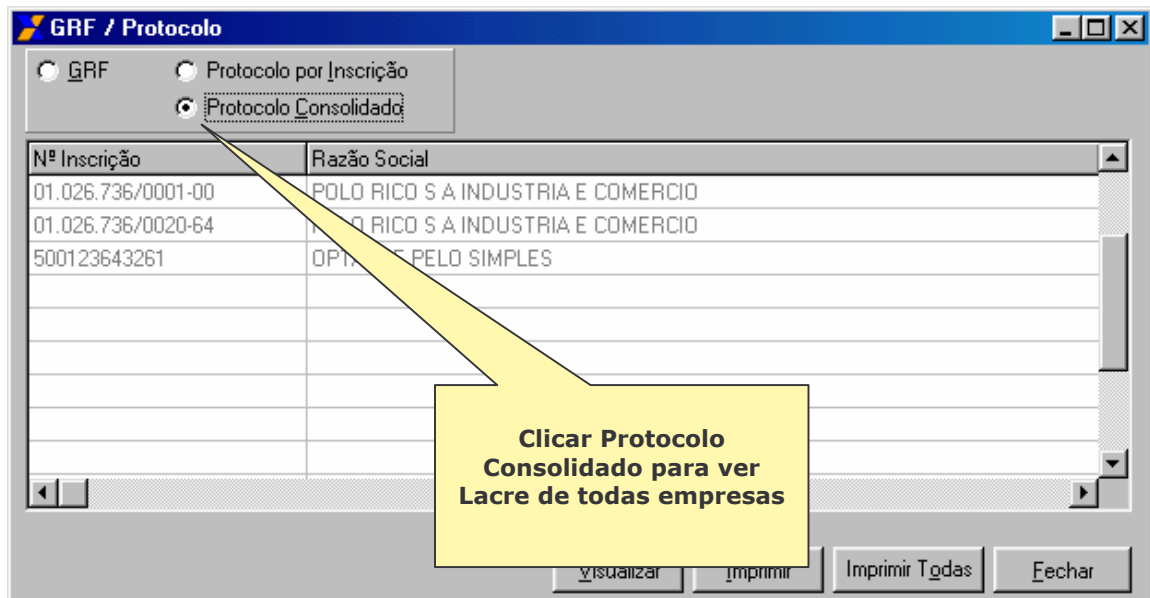 GRF / Protocolo
GRF
Protocolo por Inscrição
Protocolo Consolidado
Nº Inscrição Razão Social
01.026.736/0001-00 POLO RICO S A INDUSTRIA E COMERCIO
01.026.736/0020-64 RICO S A INDUSTRIA E COMERCIO
500123643261 PELO SIMPLES
Clicar Protocolo
Consolidado para ver
Lacre de todas empresas
Visualizar Imprimir Imprimir Todas Fechar